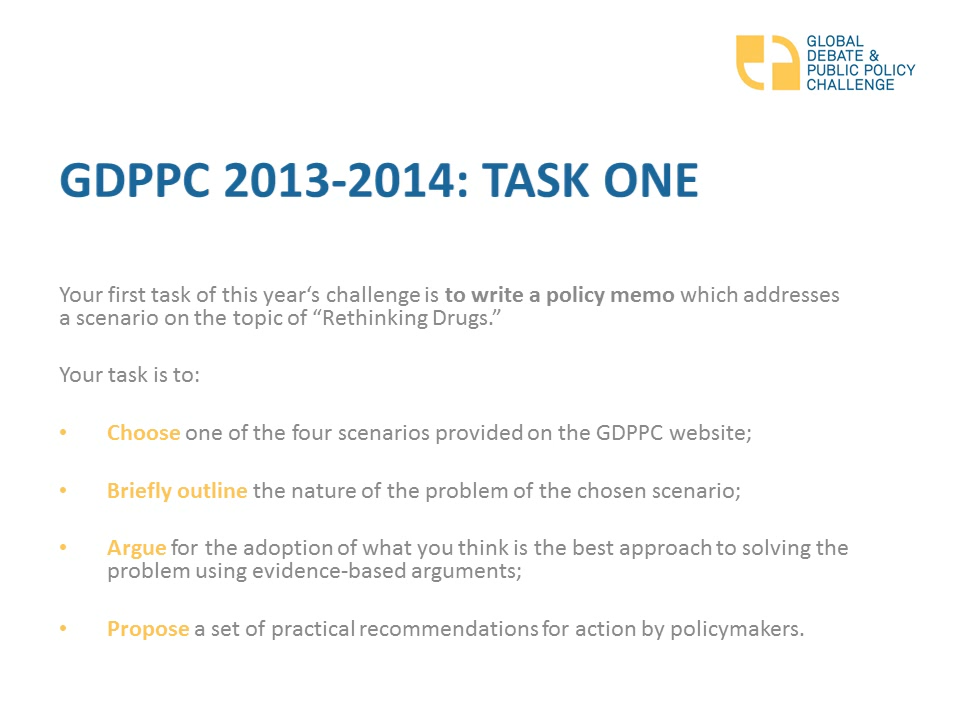 GLOBAL
DEBATE &
PUBLIC POLICY
CHALLENGE
GDPPC 2013-2014: TASK ONE
Your first task of this year‘s challenge is to write a policy memo which addresses
a scenario on the topic of “Rethinking Drugs.”
Your task is to:
• Choose one of the four scenarios provided on the GDPPC website;
• Briefly outline the nature of the problem of the chosen scenario;
• Argue for the adoption of what you think is the best approach to solving the
problem using evidence-based arguments;
• Propose a set of practical recommendations for action by policymakers.